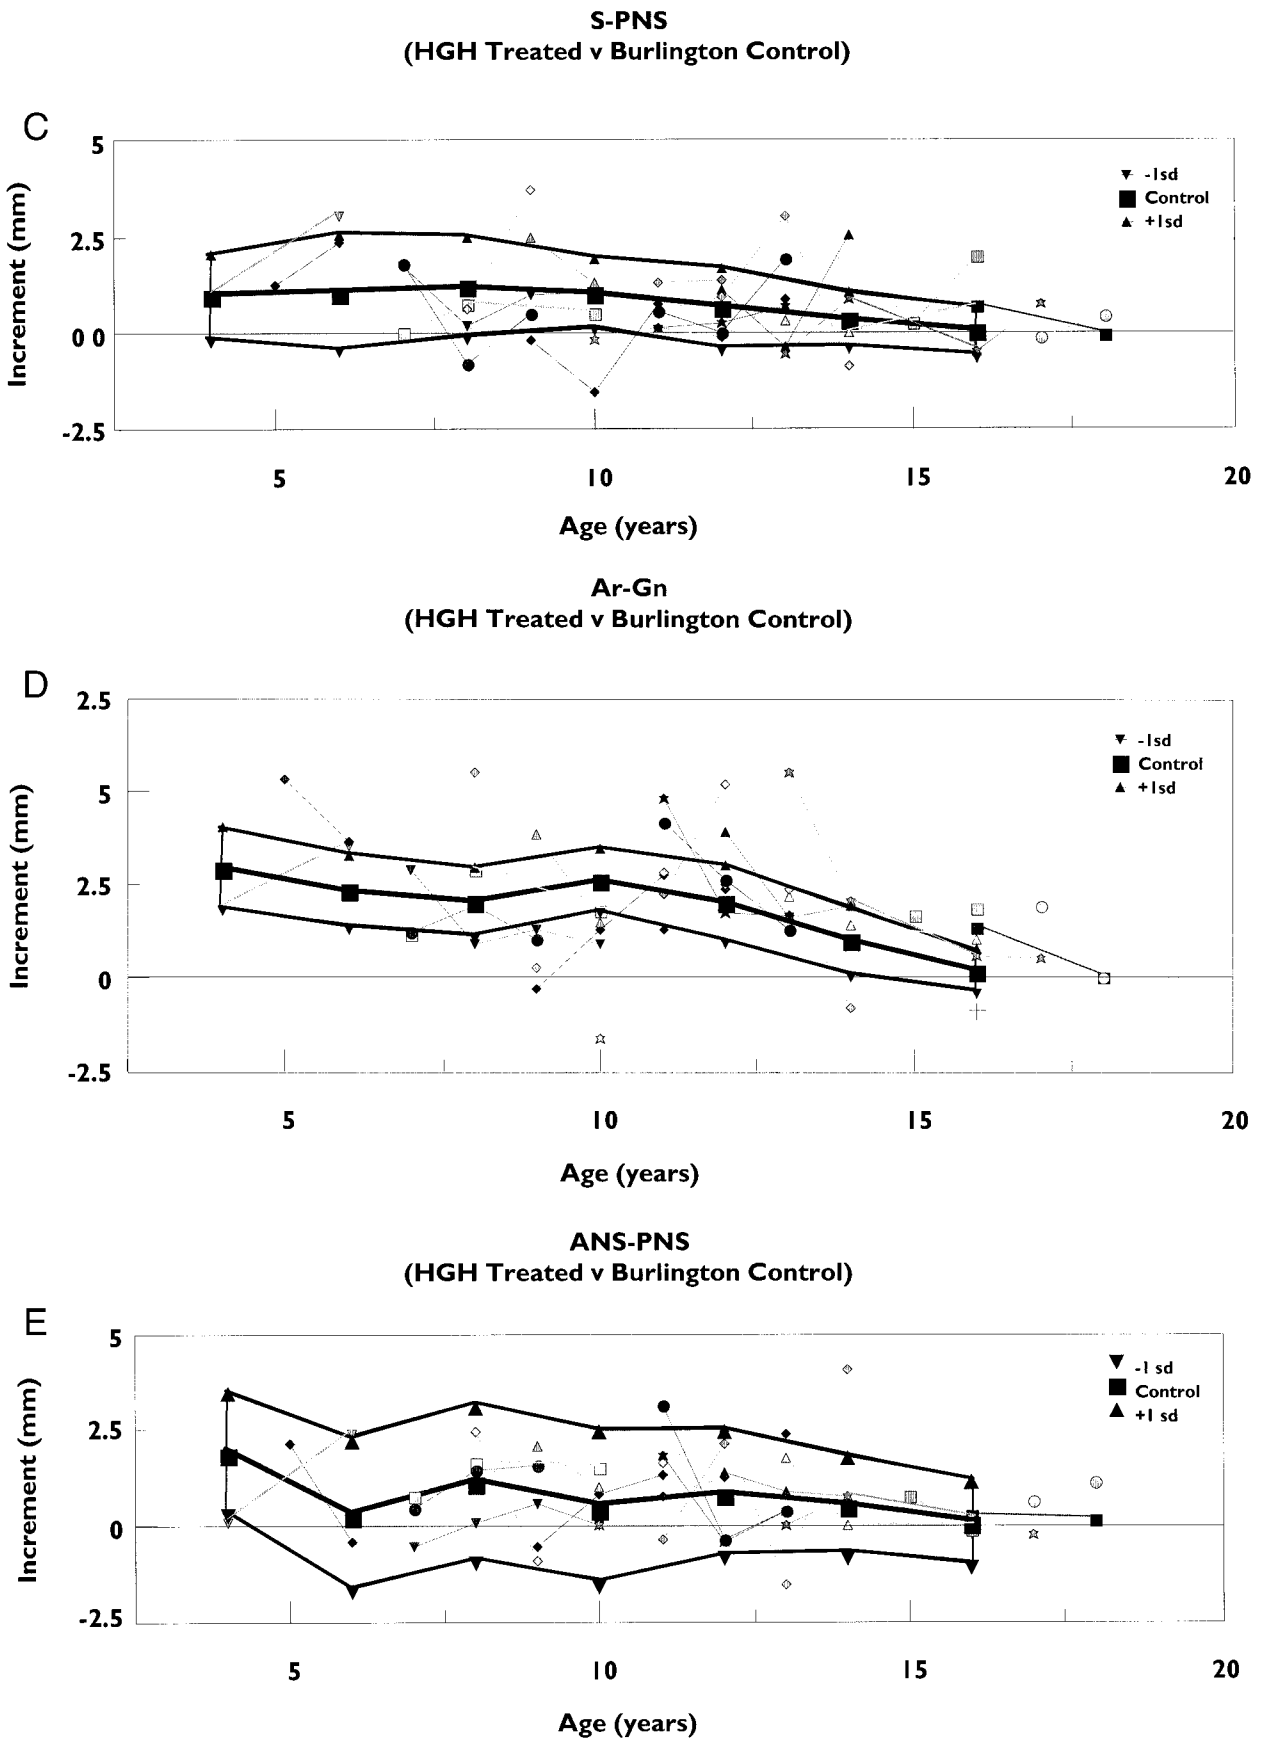 S-PNS
(HGH Treated v Burlington Control)
C
5
2.5
0 0
-2.5
Increment (mm)
-1sd
Control
+1sd
5 10 15 20
Age (years)
Ar-Gn
(HGH Treated v Burlington Control)
D
2.5
5
2.5
0
-2.5
Increment (mm)
-1sd
Control
+1sd
5 10 15 20
Age (years)
ANS-PNS
(HGH Treated v Burlington Control)
E
5
2.5
0
-2.5
Increment (mm)
-1 sd
Control
+1 sd
5 10 15 20
Age (years)